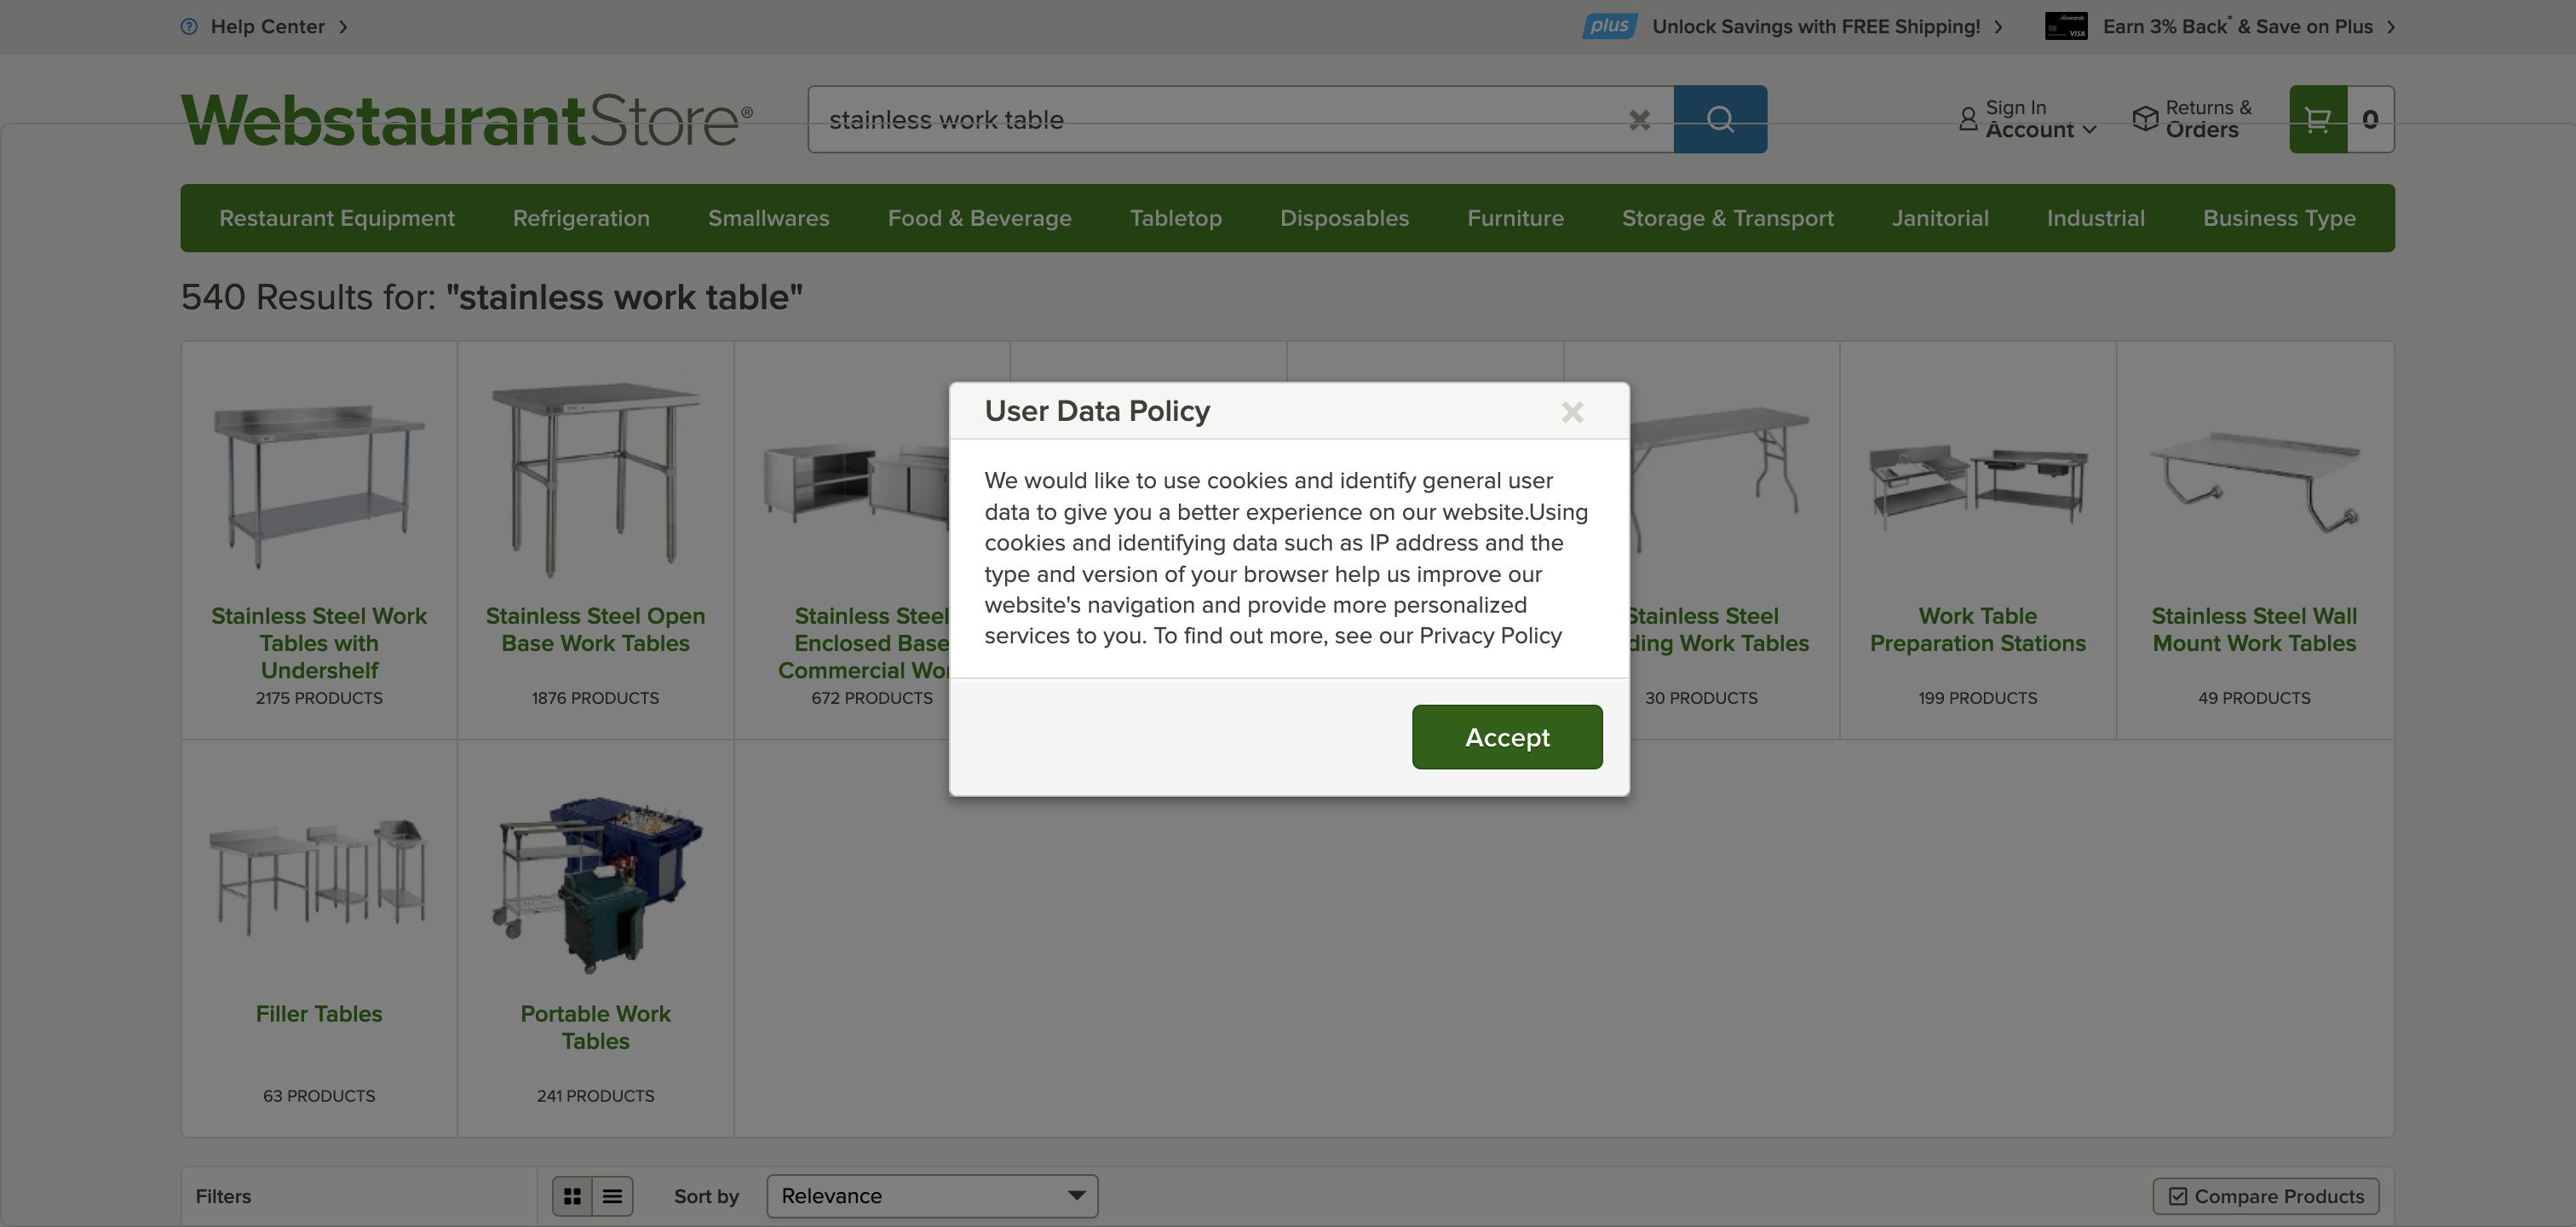 Help Center
plus Unlock Savings with FREE Shipping!
Rewards VISA Earn 3% Back* & Save on Plus
WebstaurantStore®
stainless work table
Sign In
Account
Returns &
Orders
0
Restaurant Equipment Refrigeration Smallwares Food & Beverage Tabletop Disposables Furniture Storage & Transport Janitorial Industrial Business Type
540 Results for: "stainless work table"
Stainless Steel Work
Tables with
Undershelf
2175 PRODUCTS
Stainless Steel Open
Base Work Tables
1876 PRODUCTS
Stainless Steel
Enclosed Base
Commercial Wor
672 PRODUCTS
User Data Policy
We would like to use cookies and identify general user
data to give you a better experience on our website.Using
cookies and identifying data such as IP address and the
type and version of your browser help us improve our
website's navigation and provide more personalized
services to you. To find out more, see our Privacy Policy
Accept
Stainless Steel
ding Work Tables
30 PRODUCTS
Work Table
Preparation Stations
199 PRODUCTS
Stainless Steel Wall
Mount Work Tables
49 PRODUCTS
Filler Tables
63 PRODUCTS
Portable Work
Tables
241 PRODUCTS
Filters
Sort by
Relevance
Compare Products